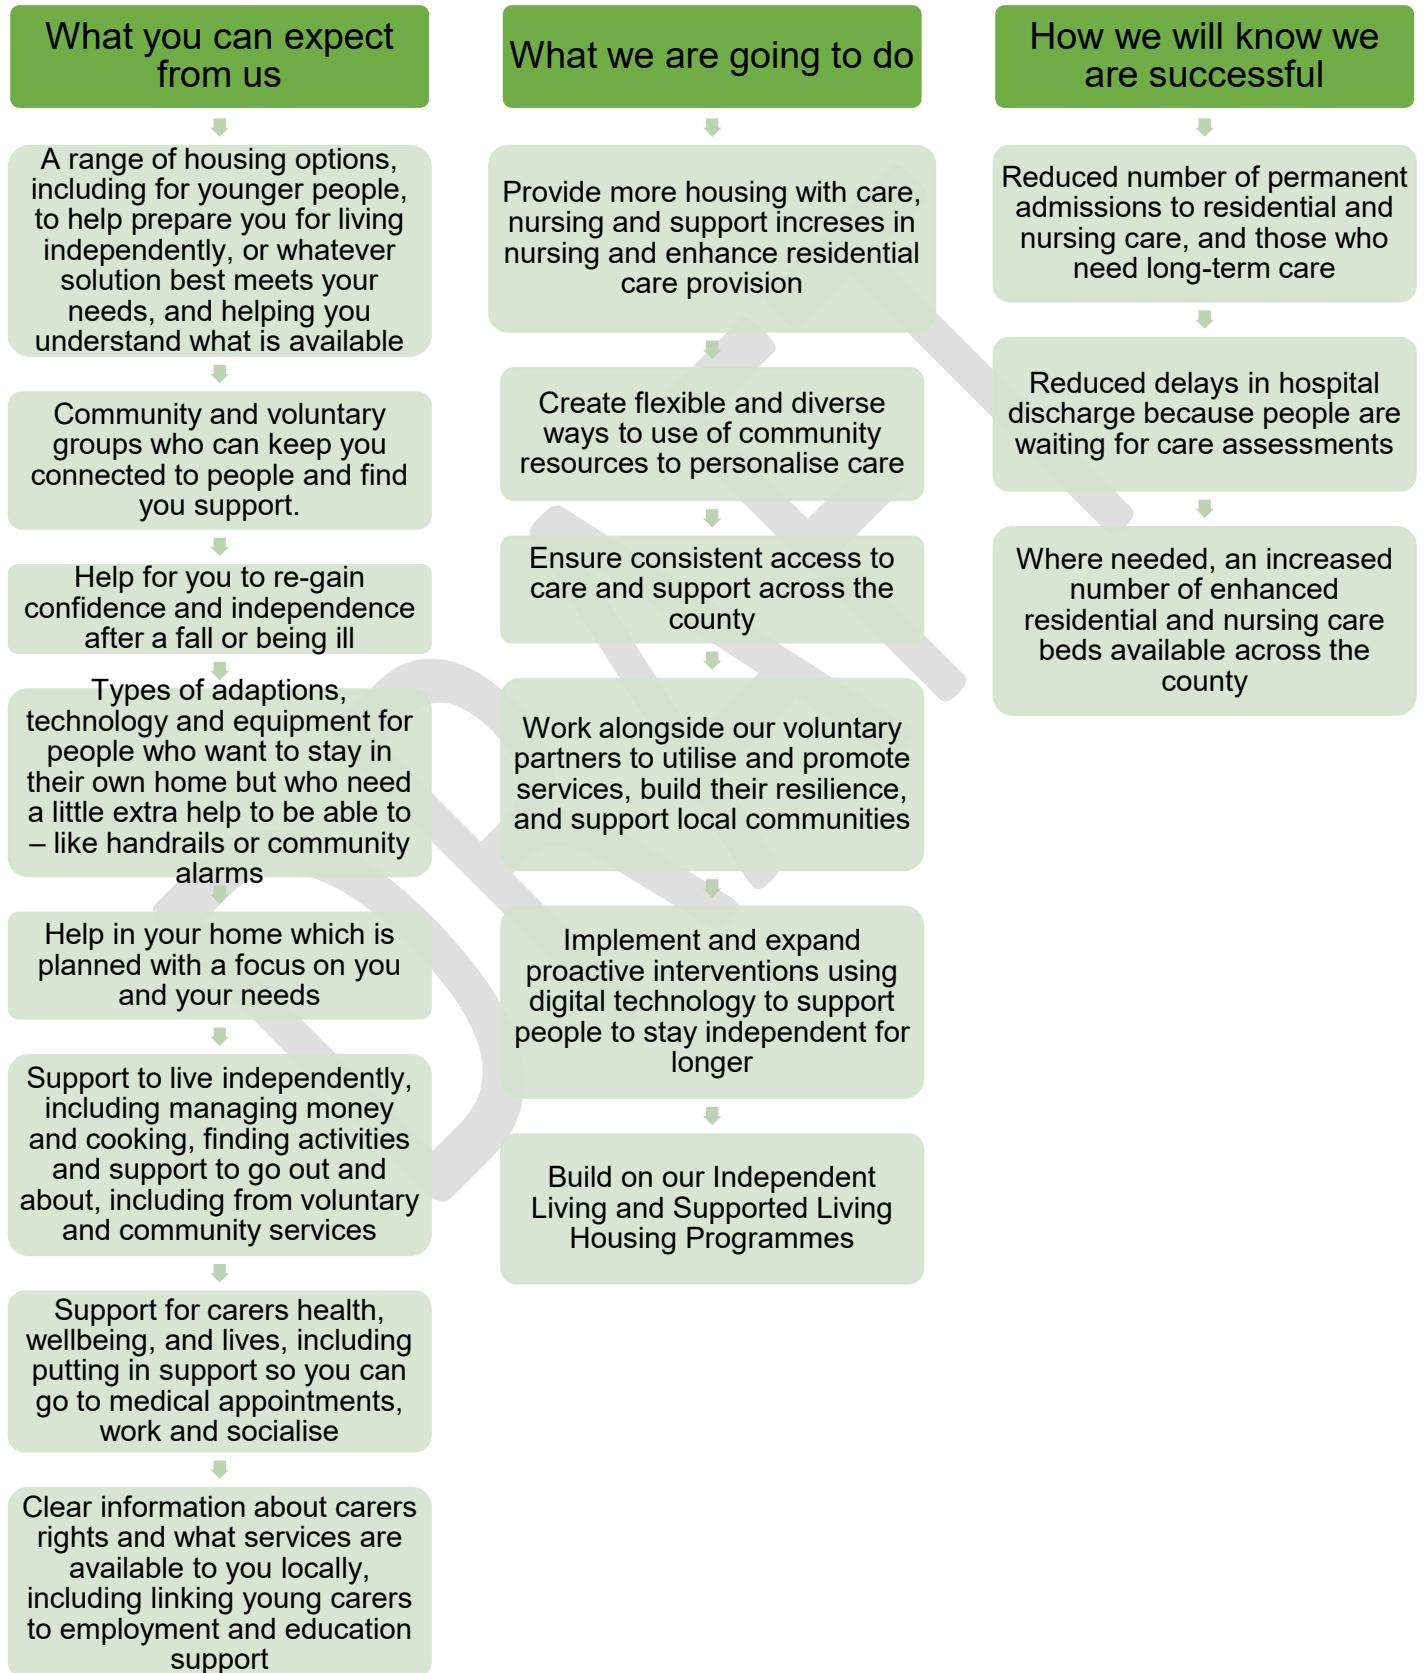 What you can expect
from us
A range of housing options,
including for younger people,
to help prepare you for living
independently, or whatever
solution best meets your
needs, and helping you
understand what is available
Community and voluntary
groups who can keep you
connected to people and find
you support.
Help for you to re-gain
confidence and independence
after a fall or being ill
Types of adaptions,
technology and equipment for
people who want to stay in
their own home but who need
a little extra help to be able to
– like handrails or community
alarms
Help in your home which is
planned with a focus on you
and your needs
Support to live independently,
including managing money
and cooking, finding activities
and support to go out and
about, including from voluntary
and community services
Support for carers health,
wellbeing, and lives, including
putting in support so you can
go to medical appointments,
work and socialise
Clear information about carers
rights and what services are
available to you locally,
including linking young carers
to employment and education
support
What we are going to do
Provide more housing with care,
nursing and support increses in
nursing and enhance residential
care provision
Create flexible and diverse
ways to use of community
resources to personalise care
Ensure consistent access to
care and support across the
county
Work alongside our voluntary
partners to utilise and promote
services, build their resilience,
and support local communities
Implement and expand
proactive interventions using
digital technology to support
people to stay independent for
longer
Build on our Independent
Living and Supported Living
Housing Programmes
How we will know we
are successful
Reduced number of permanent
admissions to residential and
nursing care, and those who
need long-term care
Reduced delays in hospital
discharge because people are
waiting for care assessments
Where needed, an increased
number of enhanced
residential and nursing care
beds available across the
county
DRAFT